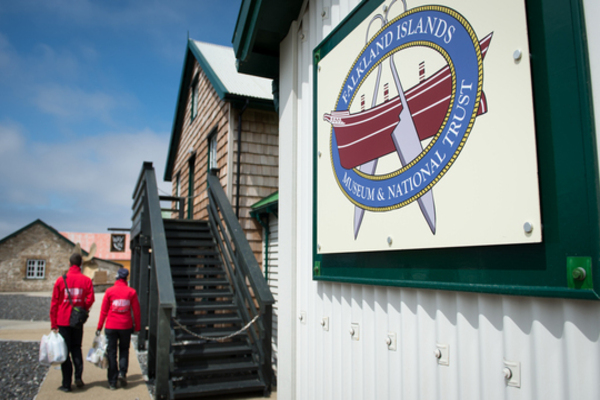 FALKLAND ISLANDS
MUSEUM & NATIONAL TRUST